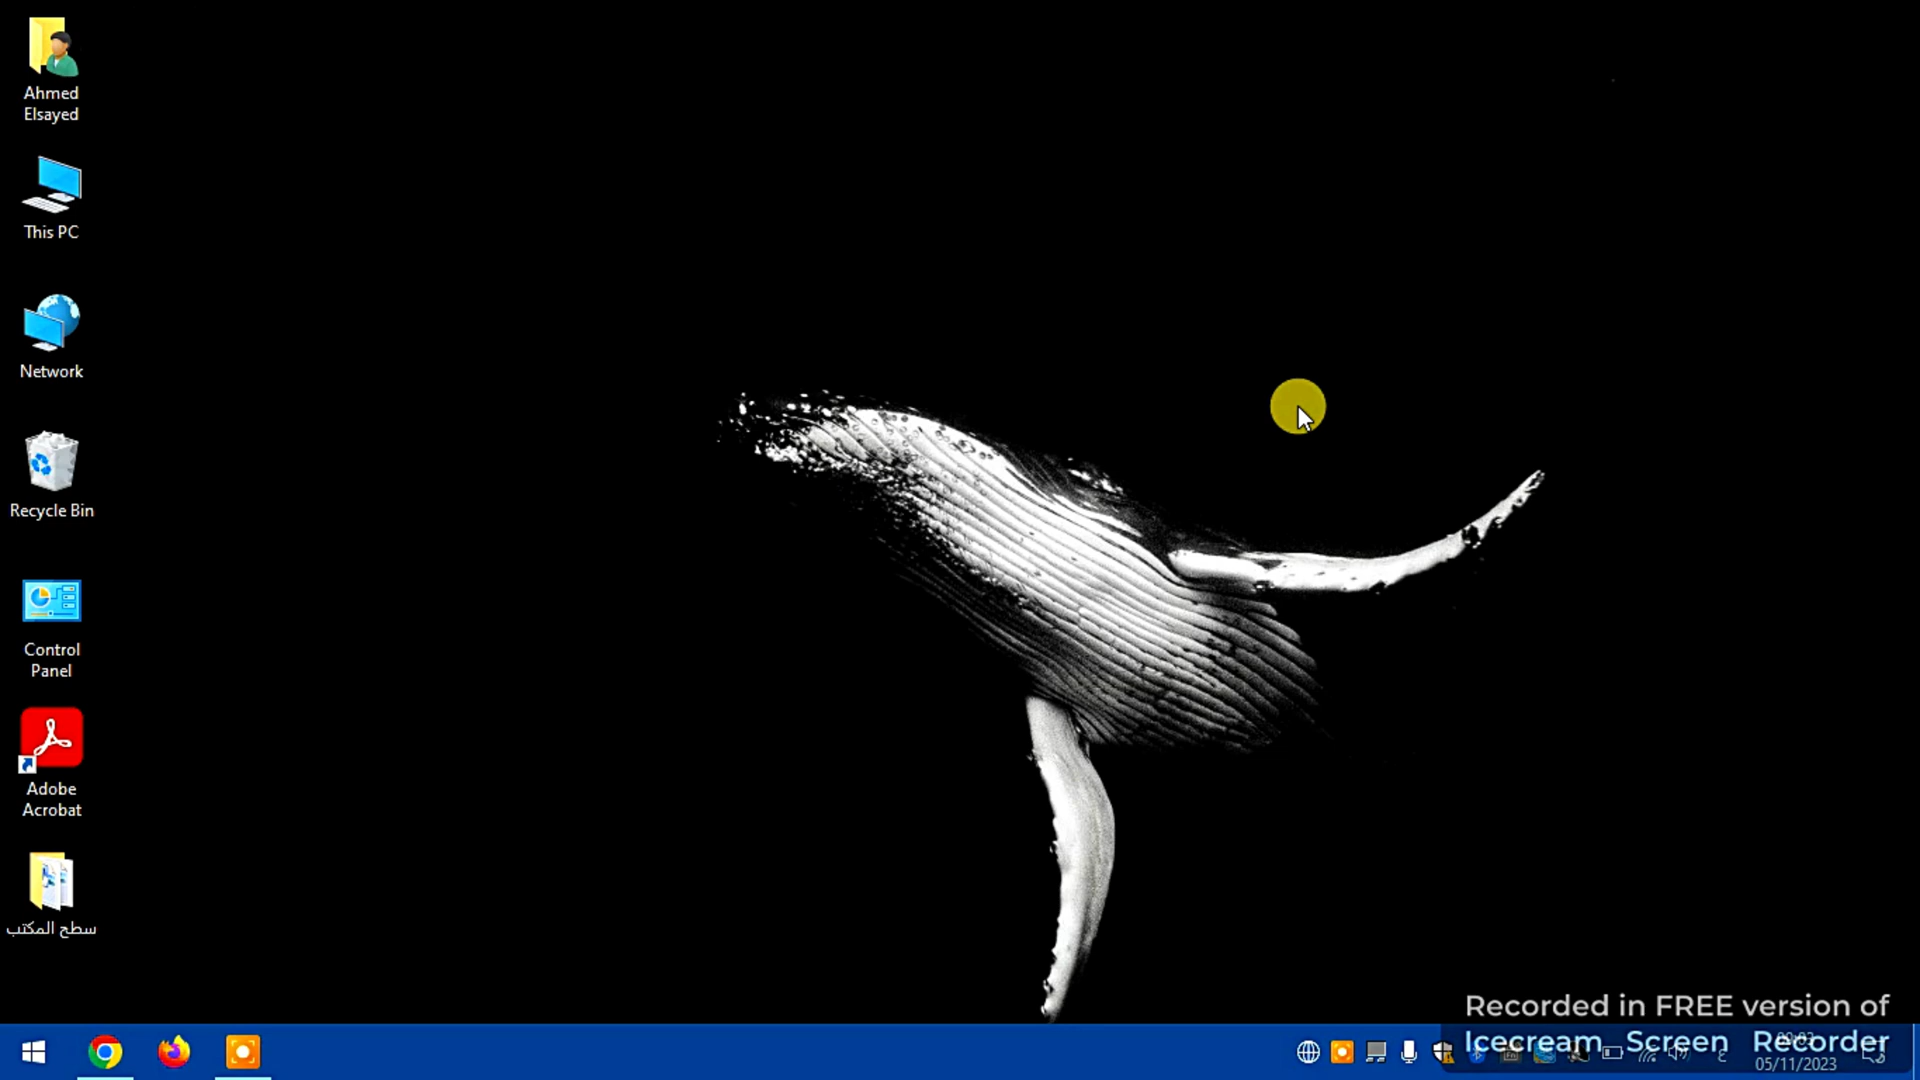 Ahmed
Elsayed
This PC
Network
Recycle Bin
Control
Panel
Adobe
Acrobat
سطح المكتب
Recorded in FREE version of
Icecream Screen Recorder
ع
05/11/2023